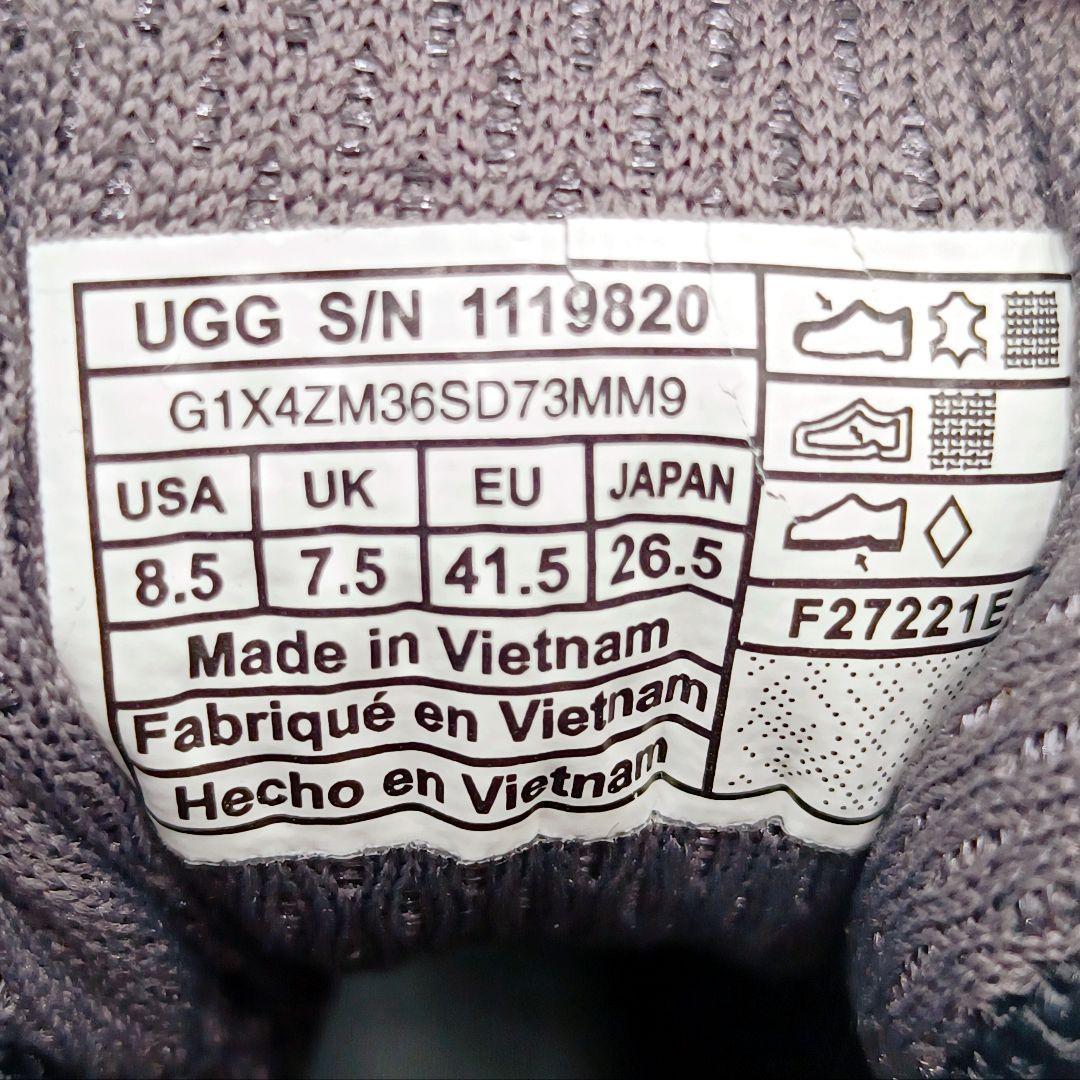 UGG S/N 1119820
G1X4ZM36SD73MM9
USA UK EU JAPAN
8.5 7.5 41.5 26.5
Made in Vietnam
Fabriqué en Vietnam
Hecho en Vietnam
F27221E